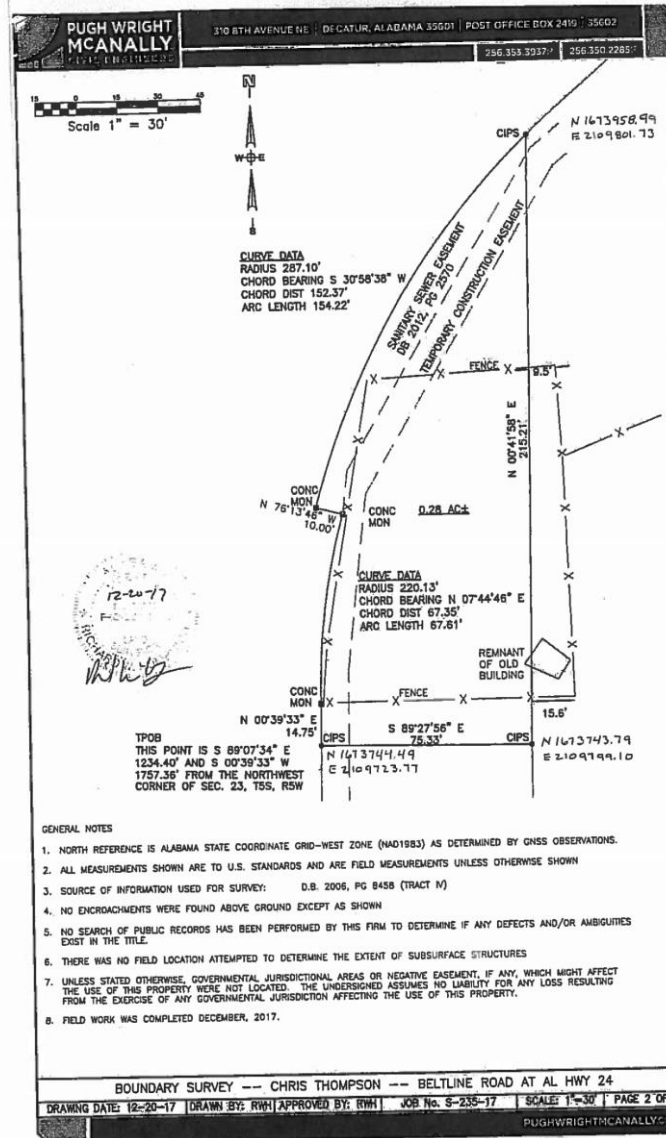 PUGH WRIGHT
MCANALLY
CIVIL ENGINEERS
310 8TH AVENUE NE | DECATUR, ALABAMA 35601 | POST OFFICE BOX 2419 | 35602
256.353.3937 256.350.2285
15 0 15 30 45
Scale 1" = 30'
N
W E
S
CURVE DATA
RADIUS 287.10'
CHORD BEARING S 30°58'38" W
CHORD DIST 152.37'
ARC LENGTH 154.22'
CIPS
N 1673958.99
E 2109801.73
SANITARY SEWER EASEMENT
DB 2012, PG 2570
TEMPORARY CONSTRUCTION EASEMENT
FENCE
9.5'
N 00°41'58" E
215.21'
CONC
MON
N 76°13'46" W
10.00'
CONC
MON
0.28 AC±
CURVE DATA
RADIUS 220.13'
CHORD BEARING N 07°44'46" E
CHORD DIST 67.35'
ARC LENGTH 67.61'
12-20-17
REMNANT
OF OLD
BUILDING
CONC
MON
FENCE
15.6'
N 00°39'33" E
14.75'
S 89°27'56" E
75.33'
CIPS
CIPS
N 1673744.49
E 2109723.77
N 1673743.79
E 2109799.10
TPOB
THIS POINT IS S 89°07'34" E
1234.40' AND S 00°39'33" W
1757.36' FROM THE NORTHWEST
CORNER OF SEC. 23, T5S, R5W
GENERAL NOTES
1. NORTH REFERENCE IS ALABAMA STATE COORDINATE GRID-WEST ZONE (NAD1983) AS DETERMINED BY GNSS OBSERVATIONS.
2. ALL MEASUREMENTS SHOWN ARE TO U.S. STANDARDS AND ARE FIELD MEASUREMENTS UNLESS OTHERWISE SHOWN
3. SOURCE OF INFORMATION USED FOR SURVEY: D.B. 2006, PG 8458 (TRACT IV)
4. NO ENCROACHMENTS WERE FOUND ABOVE GROUND EXCEPT AS SHOWN
5. NO SEARCH OF PUBLIC RECORDS HAS BEEN PERFORMED BY THIS FIRM TO DETERMINE IF ANY DEFECTS AND/OR AMBIGUITIES
EXIST IN THE TITLE.
6. THERE WAS NO FIELD LOCATION ATTEMPTED TO DETERMINE THE EXTENT OF SUBSURFACE STRUCTURES
7. UNLESS STATED OTHERWISE, GOVERNMENTAL JURISDICTIONAL AREAS OR NEGATIVE EASEMENT, IF ANY, WHICH MIGHT AFFECT
THE USE OF THIS PROPERTY WERE NOT LOCATED. THE UNDERSIGNED ASSUMES NO LIABILITY FOR ANY LOSS RESULTING
FROM THE EXERCISE OF ANY GOVERNMENTAL JURISDICTION AFFECTING THE USE OF THIS PROPERTY.
8. FIELD WORK WAS COMPLETED DECEMBER, 2017.
BOUNDARY SURVEY -- CHRIS THOMPSON -- BELTLINE ROAD AT AL HWY 24
DRAWING DATE: 12-20-17 DRAWN BY: RWH APPROVED BY: RWH JOB No. S-235-17 SCALE: 1"=30' PAGE 2 OF
PUGHWRIGHTMCANALLY.C